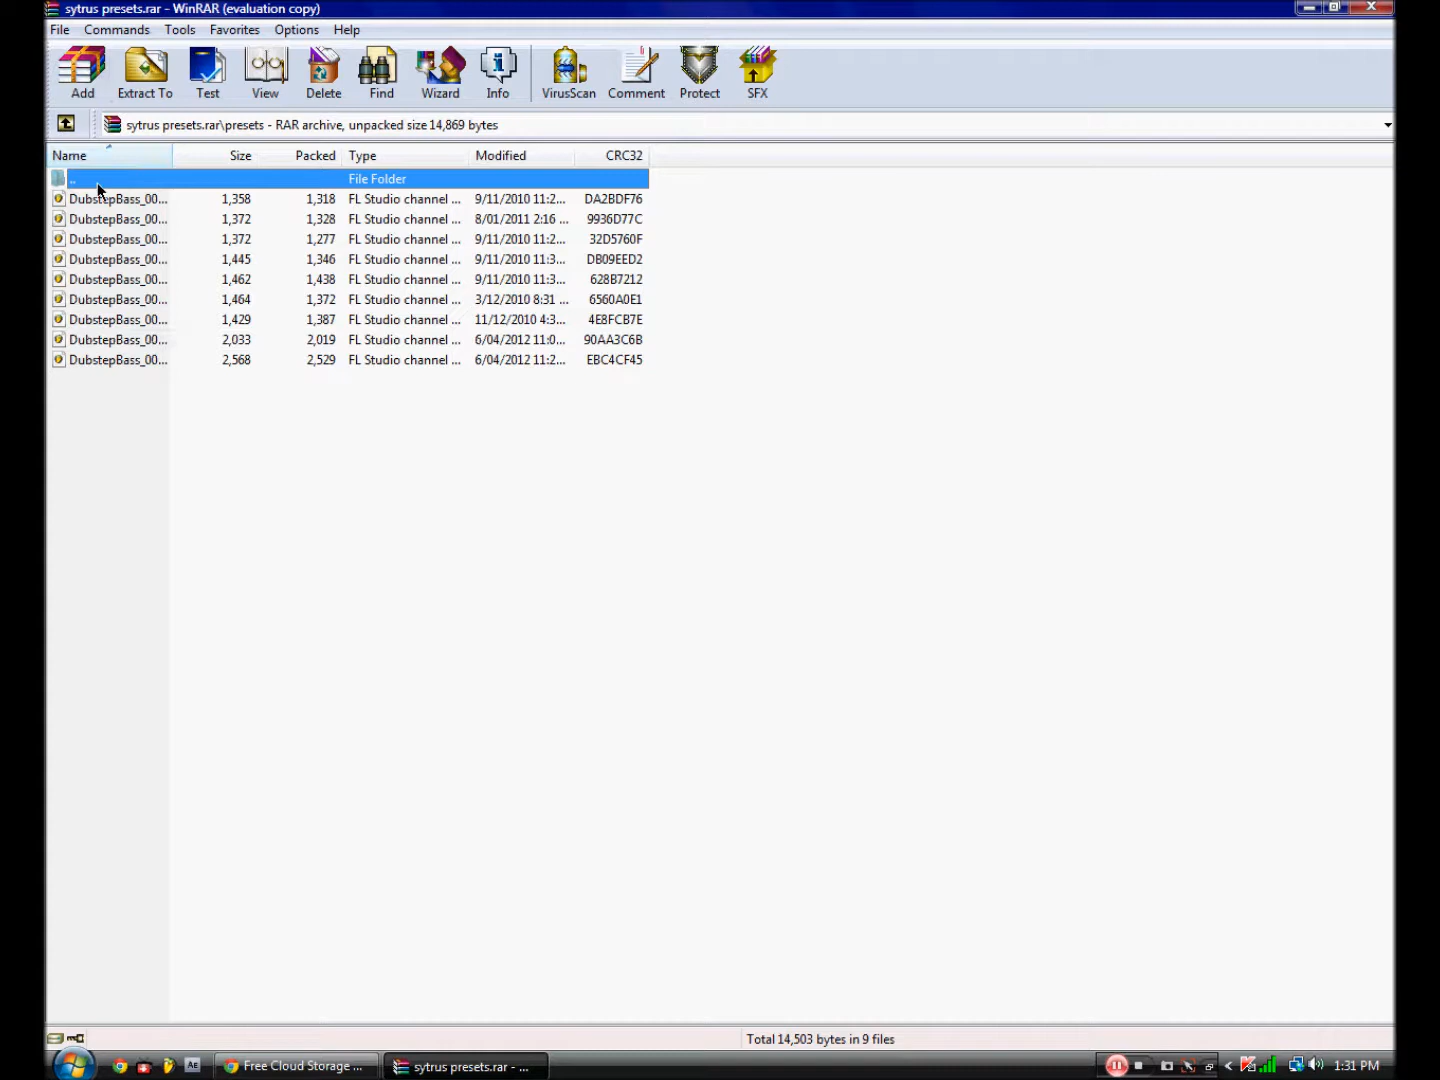 sytrus presets.rar - WinRAR (evaluation copy)
File Commands Tools Favorites Options Help
Add Extract To Test View Delete Find Wizard Info VirusScan Comment Protect SFX
sytrus presets.rar\presets - RAR archive, unpacked size 14,869 bytes
Name Size Packed Type Modified CRC32
.. File Folder
DubstepBass_00... 1,358 1,318 FL Studio channel ... 9/11/2010 11:2... DA2BDF76
DubstepBass_00... 1,372 1,328 FL Studio channel ... 8/01/2011 2:16 ... 9936D77C
DubstepBass_00... 1,372 1,277 FL Studio channel ... 9/11/2010 11:2... 32D5760F
DubstepBass_00... 1,445 1,346 FL Studio channel ... 9/11/2010 11:3... DB09EED2
DubstepBass_00... 1,462 1,438 FL Studio channel ... 9/11/2010 11:3... 628B7212
DubstepBass_00... 1,464 1,372 FL Studio channel ... 3/12/2010 8:31 ... 6560A0E1
DubstepBass_00... 1,429 1,387 FL Studio channel ... 11/12/2010 4:3... 4E8FCB7E
DubstepBass_00... 2,033 2,019 FL Studio channel ... 6/04/2012 11:0... 90AA3C6B
DubstepBass_00... 2,568 2,529 FL Studio channel ... 6/04/2012 11:2... EBC4CF45
Total 14,503 bytes in 9 files
AE Free Cloud Storage ... sytrus presets.rar - ... 1:31 PM